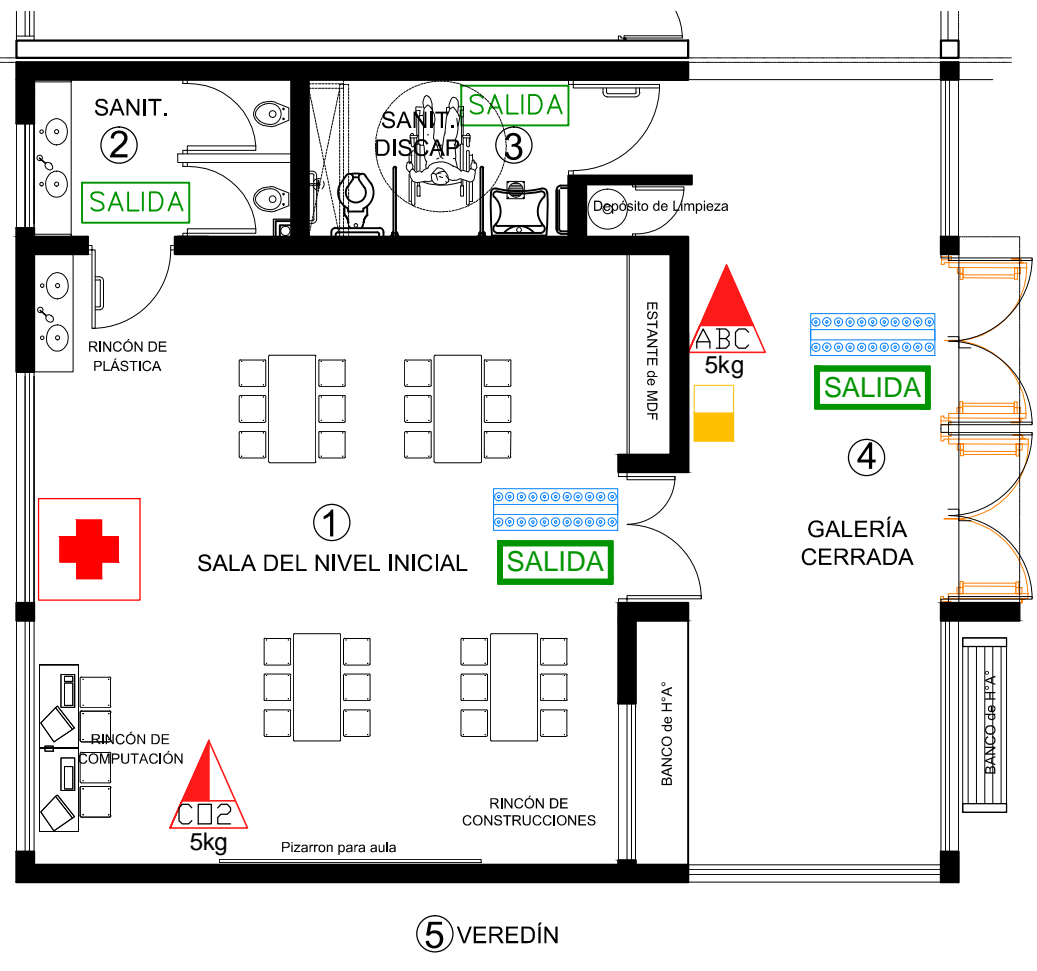 SANIT.
2
SALIDA
SANIT.
DISCAP.
SALIDA
3
Depósito de Limpieza
RINCÓN DE
PLÁSTICA
ESTANTE de MDF
ABC
5kg
SALIDA
4
GALERÍA
CERRADA
1
SALA DEL NIVEL INICIAL
SALIDA
RINCÓN DE
COMPUTACIÓN
CO2
5kg
Pizarron para aula
RINCÓN DE
CONSTRUCCIONES
BANCO de H°A°
BANCO de H°A°
5 VEREDÍN